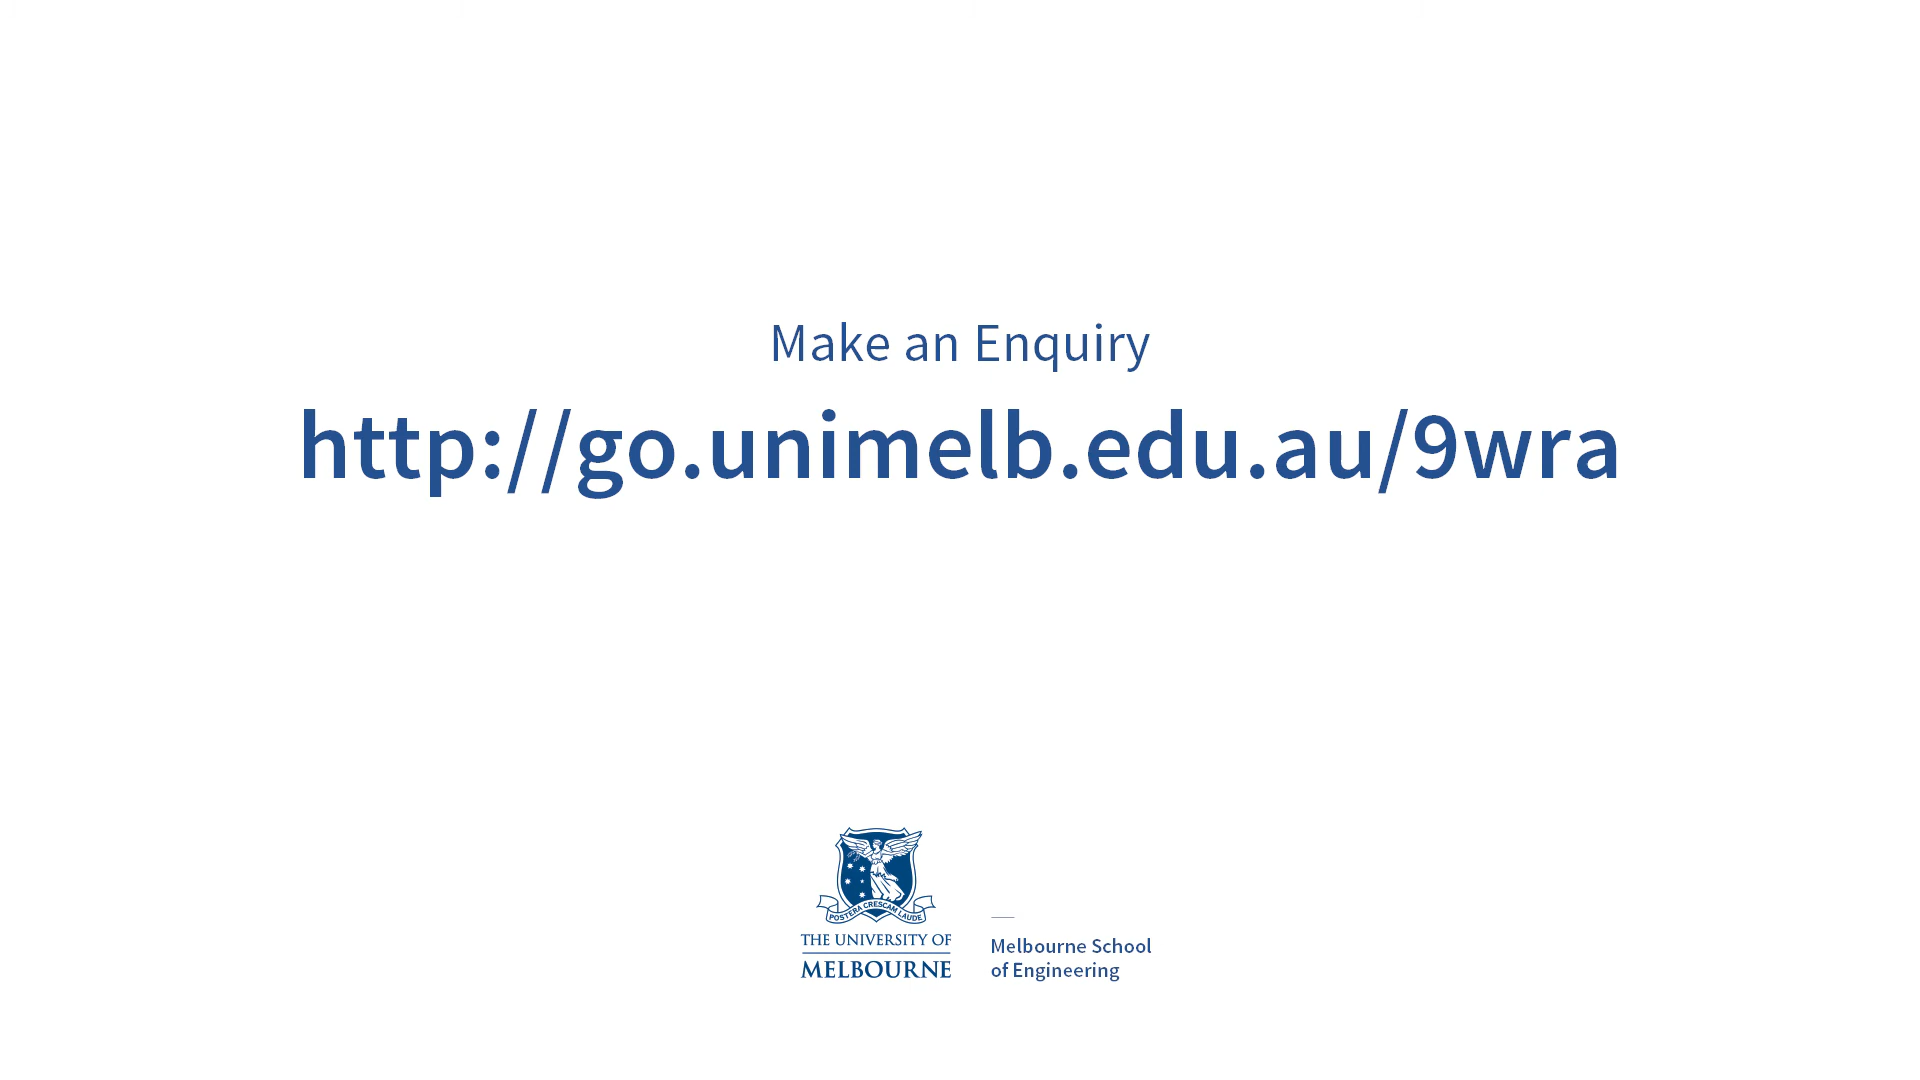 Make an Enquiry
http://go.unimelb.edu.au/9wra
POSTERA CRESCAM LAUDE
THE UNIVERSITY OF
MELBOURNE
Melbourne School
of Engineering